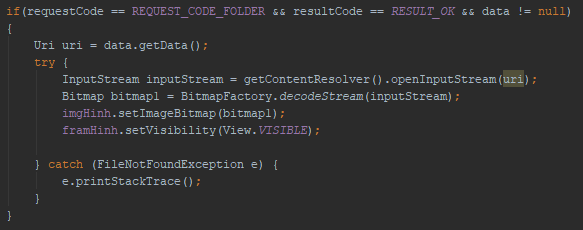 if(requestCode == REQUEST_CODE_FOLDER && resultCode == RESULT_OK && data != null)
{
    Uri uri = data.getData();
    try {
        InputStream inputStream = getContentResolver().openInputStream(uri);
        Bitmap bitmap1 = BitmapFactory.decodeStream(inputStream);
        imgHinh.setImageBitmap(bitmap1);
        framHinh.setVisibility(View.VISIBLE);
    } catch (FileNotFoundException e) {
        e.printStackTrace();
    }
}